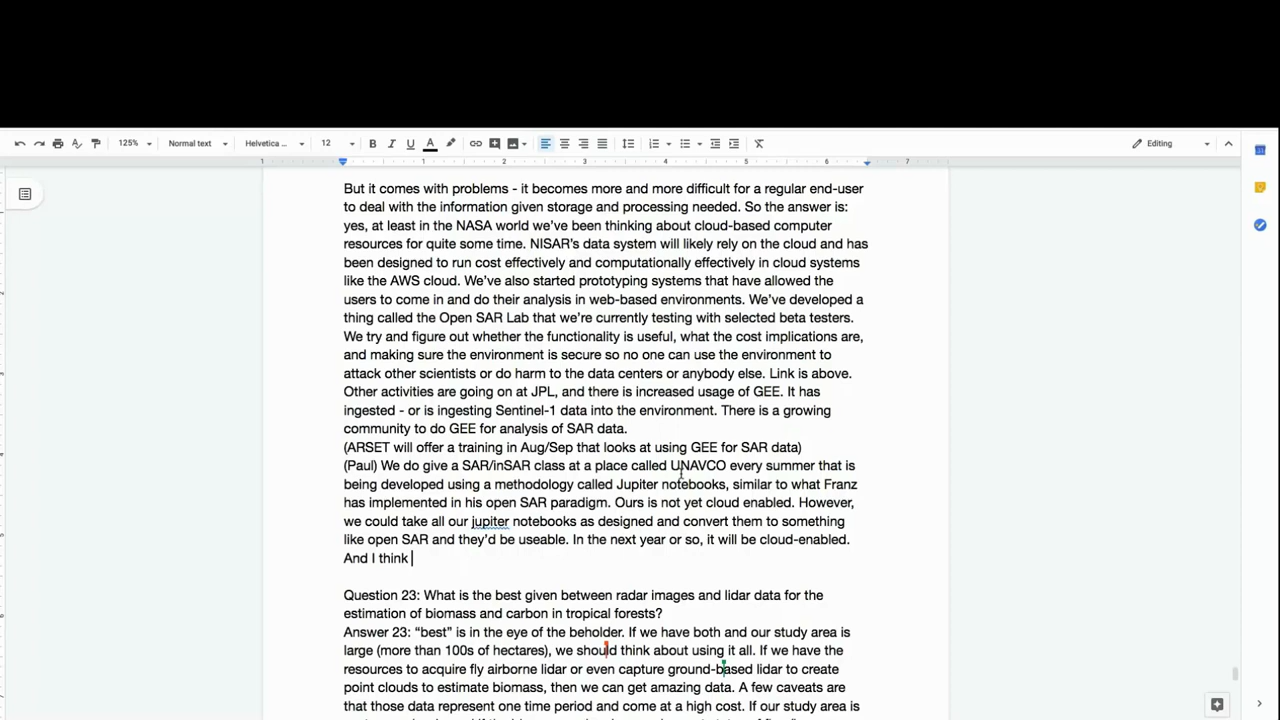 125%
Normal text
Helvetica ...
12
B I U A
Editing
1 1 2 3 4 5 6 7
But it comes with problems - it becomes more and more difficult for a regular end-user
to deal with the information given storage and processing needed. So the answer is:
yes, at least in the NASA world we've been thinking about cloud-based computer
resources for quite some time. NISAR's data system will likely rely on the cloud and has
been designed to run cost effectively and computationally effectively in cloud systems
like the AWS cloud. We've also started prototyping systems that have allowed the
users to come in and do their analysis in web-based environments. We've developed a
thing called the Open SAR Lab that we're currently testing with selected beta testers.
We try and figure out whether the functionality is useful, what the cost implications are,
and making sure the environment is secure so no one can use the environment to
attack other scientists or do harm to the data centers or anybody else. Link is above.
Other activities are going on at JPL, and there is increased usage of GEE. It has
ingested - or is ingesting Sentinel-1 data into the environment. There is a growing
community to do GEE for analysis of SAR data.
(ARSET will offer a training in Aug/Sep that looks at using GEE for SAR data)
(Paul) We do give a SAR/inSAR class at a place called UNAVCO every summer that is
being developed using a methodology called Jupiter notebooks, similar to what Franz
has implemented in his open SAR paradigm. Ours is not yet cloud enabled. However,
we could take all our jupiter notebooks as designed and convert them to something
like open SAR and they'd be useable. In the next year or so, it will be cloud-enabled.
And I think
Question 23: What is the best given between radar images and lidar data for the
estimation of biomass and carbon in tropical forests?
Answer 23: "best" is in the eye of the beholder. If we have both and our study area is
large (more than 100s of hectares), we should think about using it all. If we have the
resources to acquire fly airborne lidar or even capture ground-based lidar to create
point clouds to estimate biomass, then we can get amazing data. A few caveats are
that those data represent one time period and come at a high cost. If our study area is